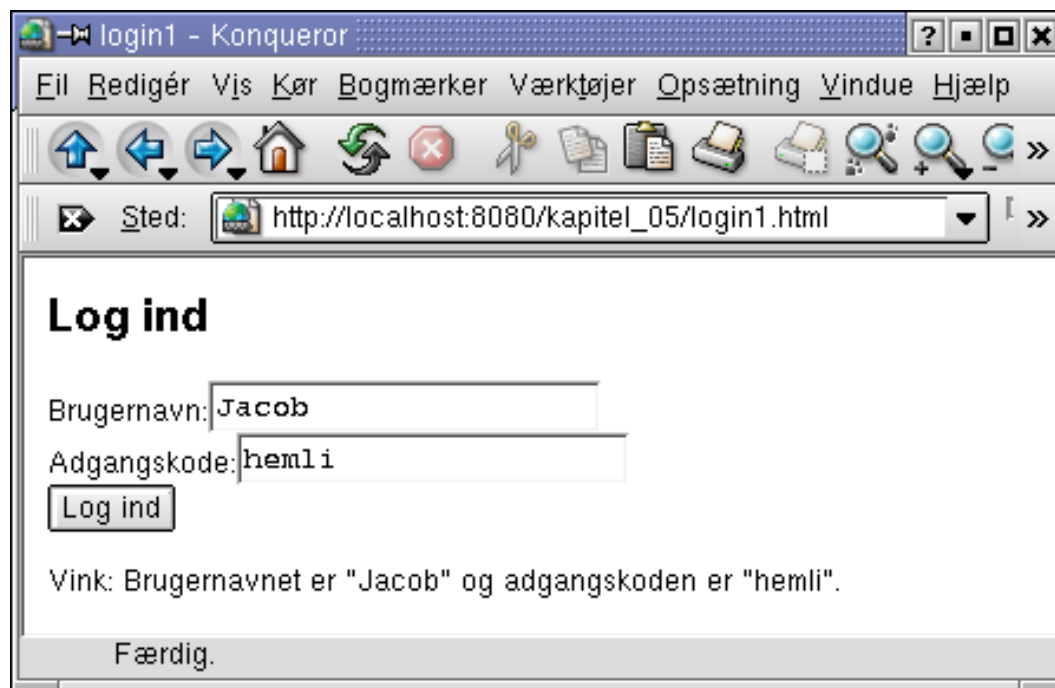 login1 - Konqueror
Fil Redigér Vis Kør Bogmærker Værktøjer Opsætning Vindue Hjælp
Sted: http://localhost:8080/kapitel_05/login1.html
Log ind
Brugernavn: Jacob
Adgangskode: hemli
Log ind
Vink: Brugernavnet er "Jacob" og adgangskoden er "hemli".
Færdig.